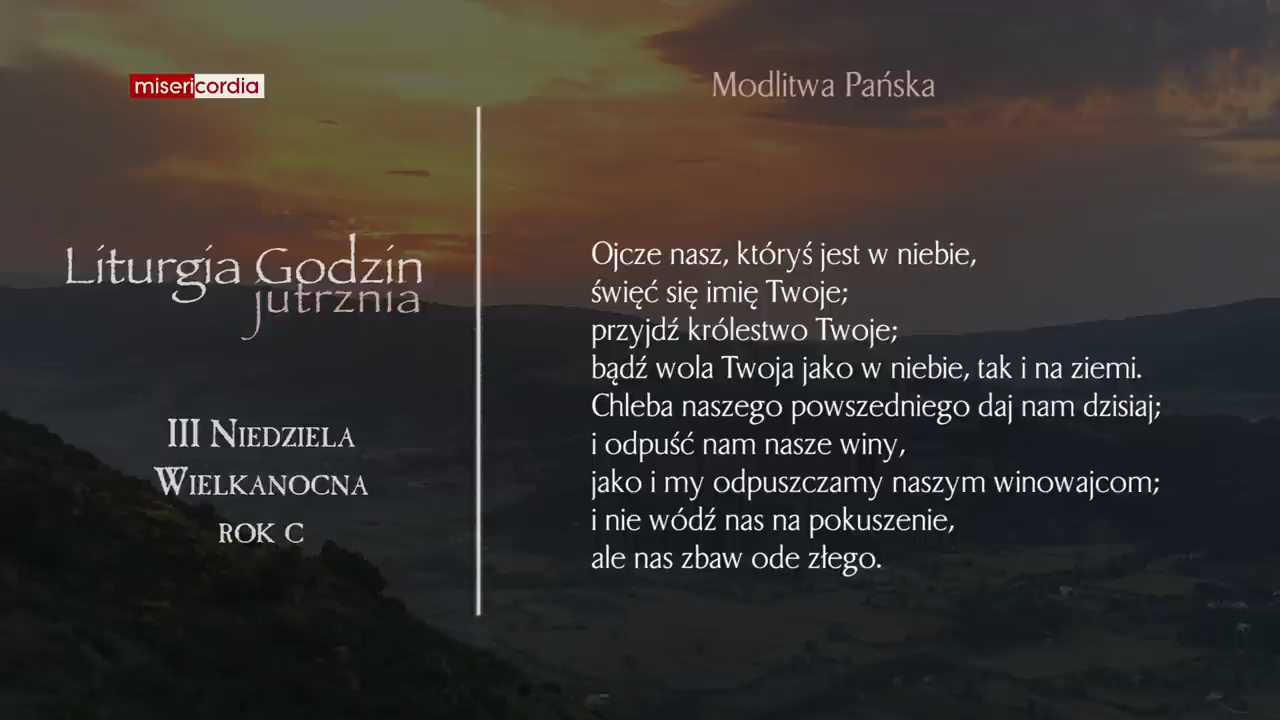 misericordia
Modlitwa Pańska
Liturgia Godzin
jutrznia
III Niedziela
Wielkanocna
rok C
Ojcze nasz, któryś jest w niebie,
święć się imię Twoje;
przyjdź królestwo Twoje;
bądź wola Twoja jako w niebie, tak i na ziemi.
Chleba naszego powszedniego daj nam dzisiaj;
i odpuść nam nasze winy,
jako i my odpuszczamy naszym winowajcom;
i nie wódź nas na pokuszenie,
ale nas zbaw ode złego.